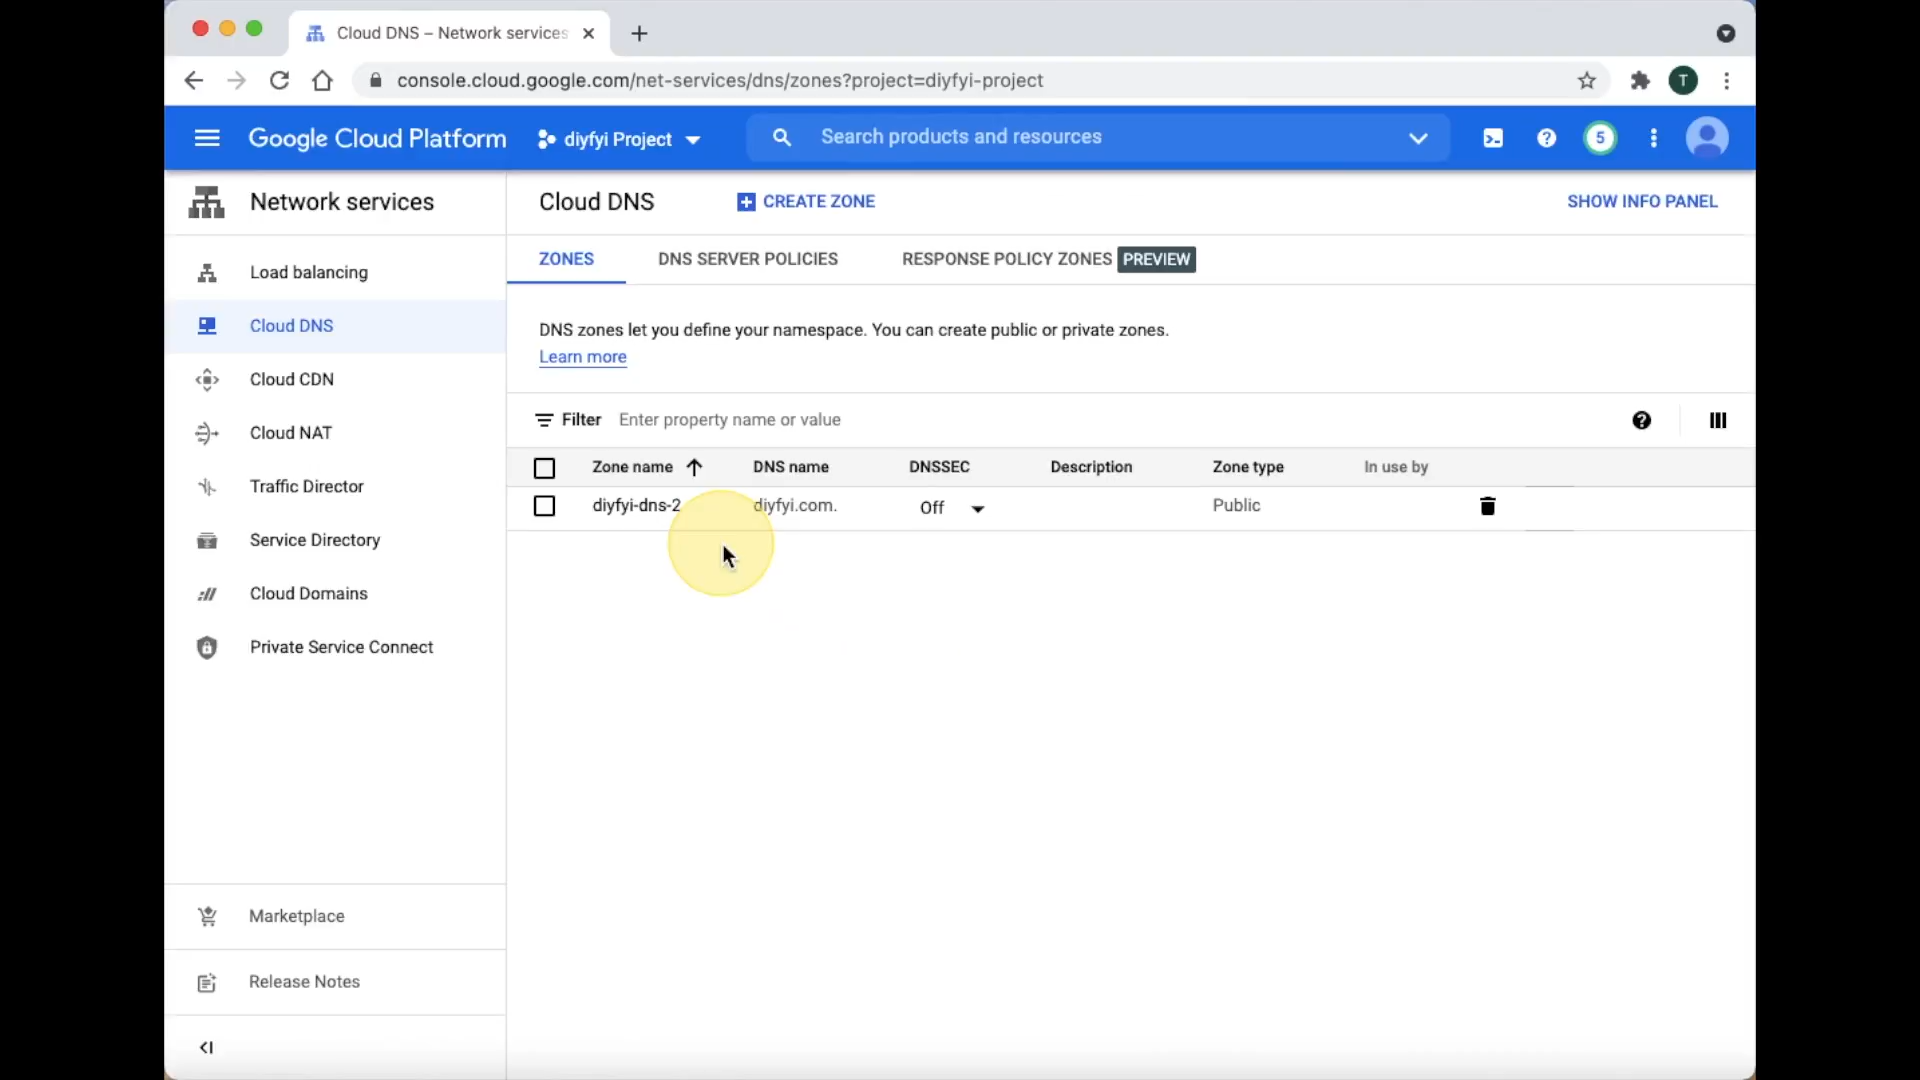 Cloud DNS – Network services
console.cloud.google.com/net-services/dns/zones?project=diyfyi-project
T
Google Cloud Platform
diyfyi Project
Search products and resources
5
Network services
Cloud DNS
CREATE ZONE
SHOW INFO PANEL
Load balancing
Cloud DNS
Cloud CDN
Cloud NAT
Traffic Director
Service Directory
Cloud Domains
Private Service Connect
Marketplace
Release Notes
ZONES
DNS SERVER POLICIES
RESPONSE POLICY ZONES PREVIEW
DNS zones let you define your namespace. You can create public or private zones.
Learn more
Filter Enter property name or value
Zone name DNS name DNSSEC Description Zone type In use by
diyfyi-dns-2 diyfyi.com. Off Public